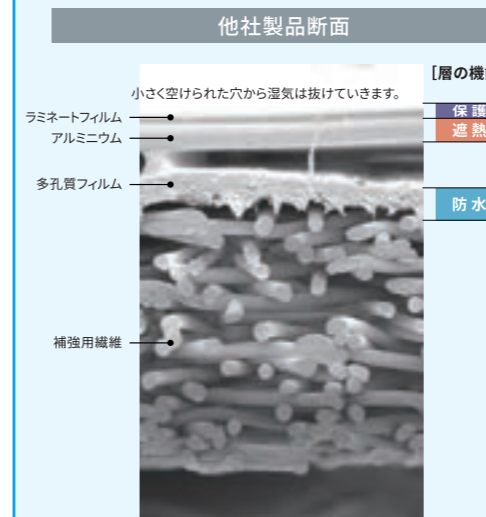 他社製品断面
[層の機
小さく空けられた穴から湿気は抜けていきます。
ラミネートフィルム
保護
アルミニウム
遮熱
多孔質フィルム
防水
補強用繊維